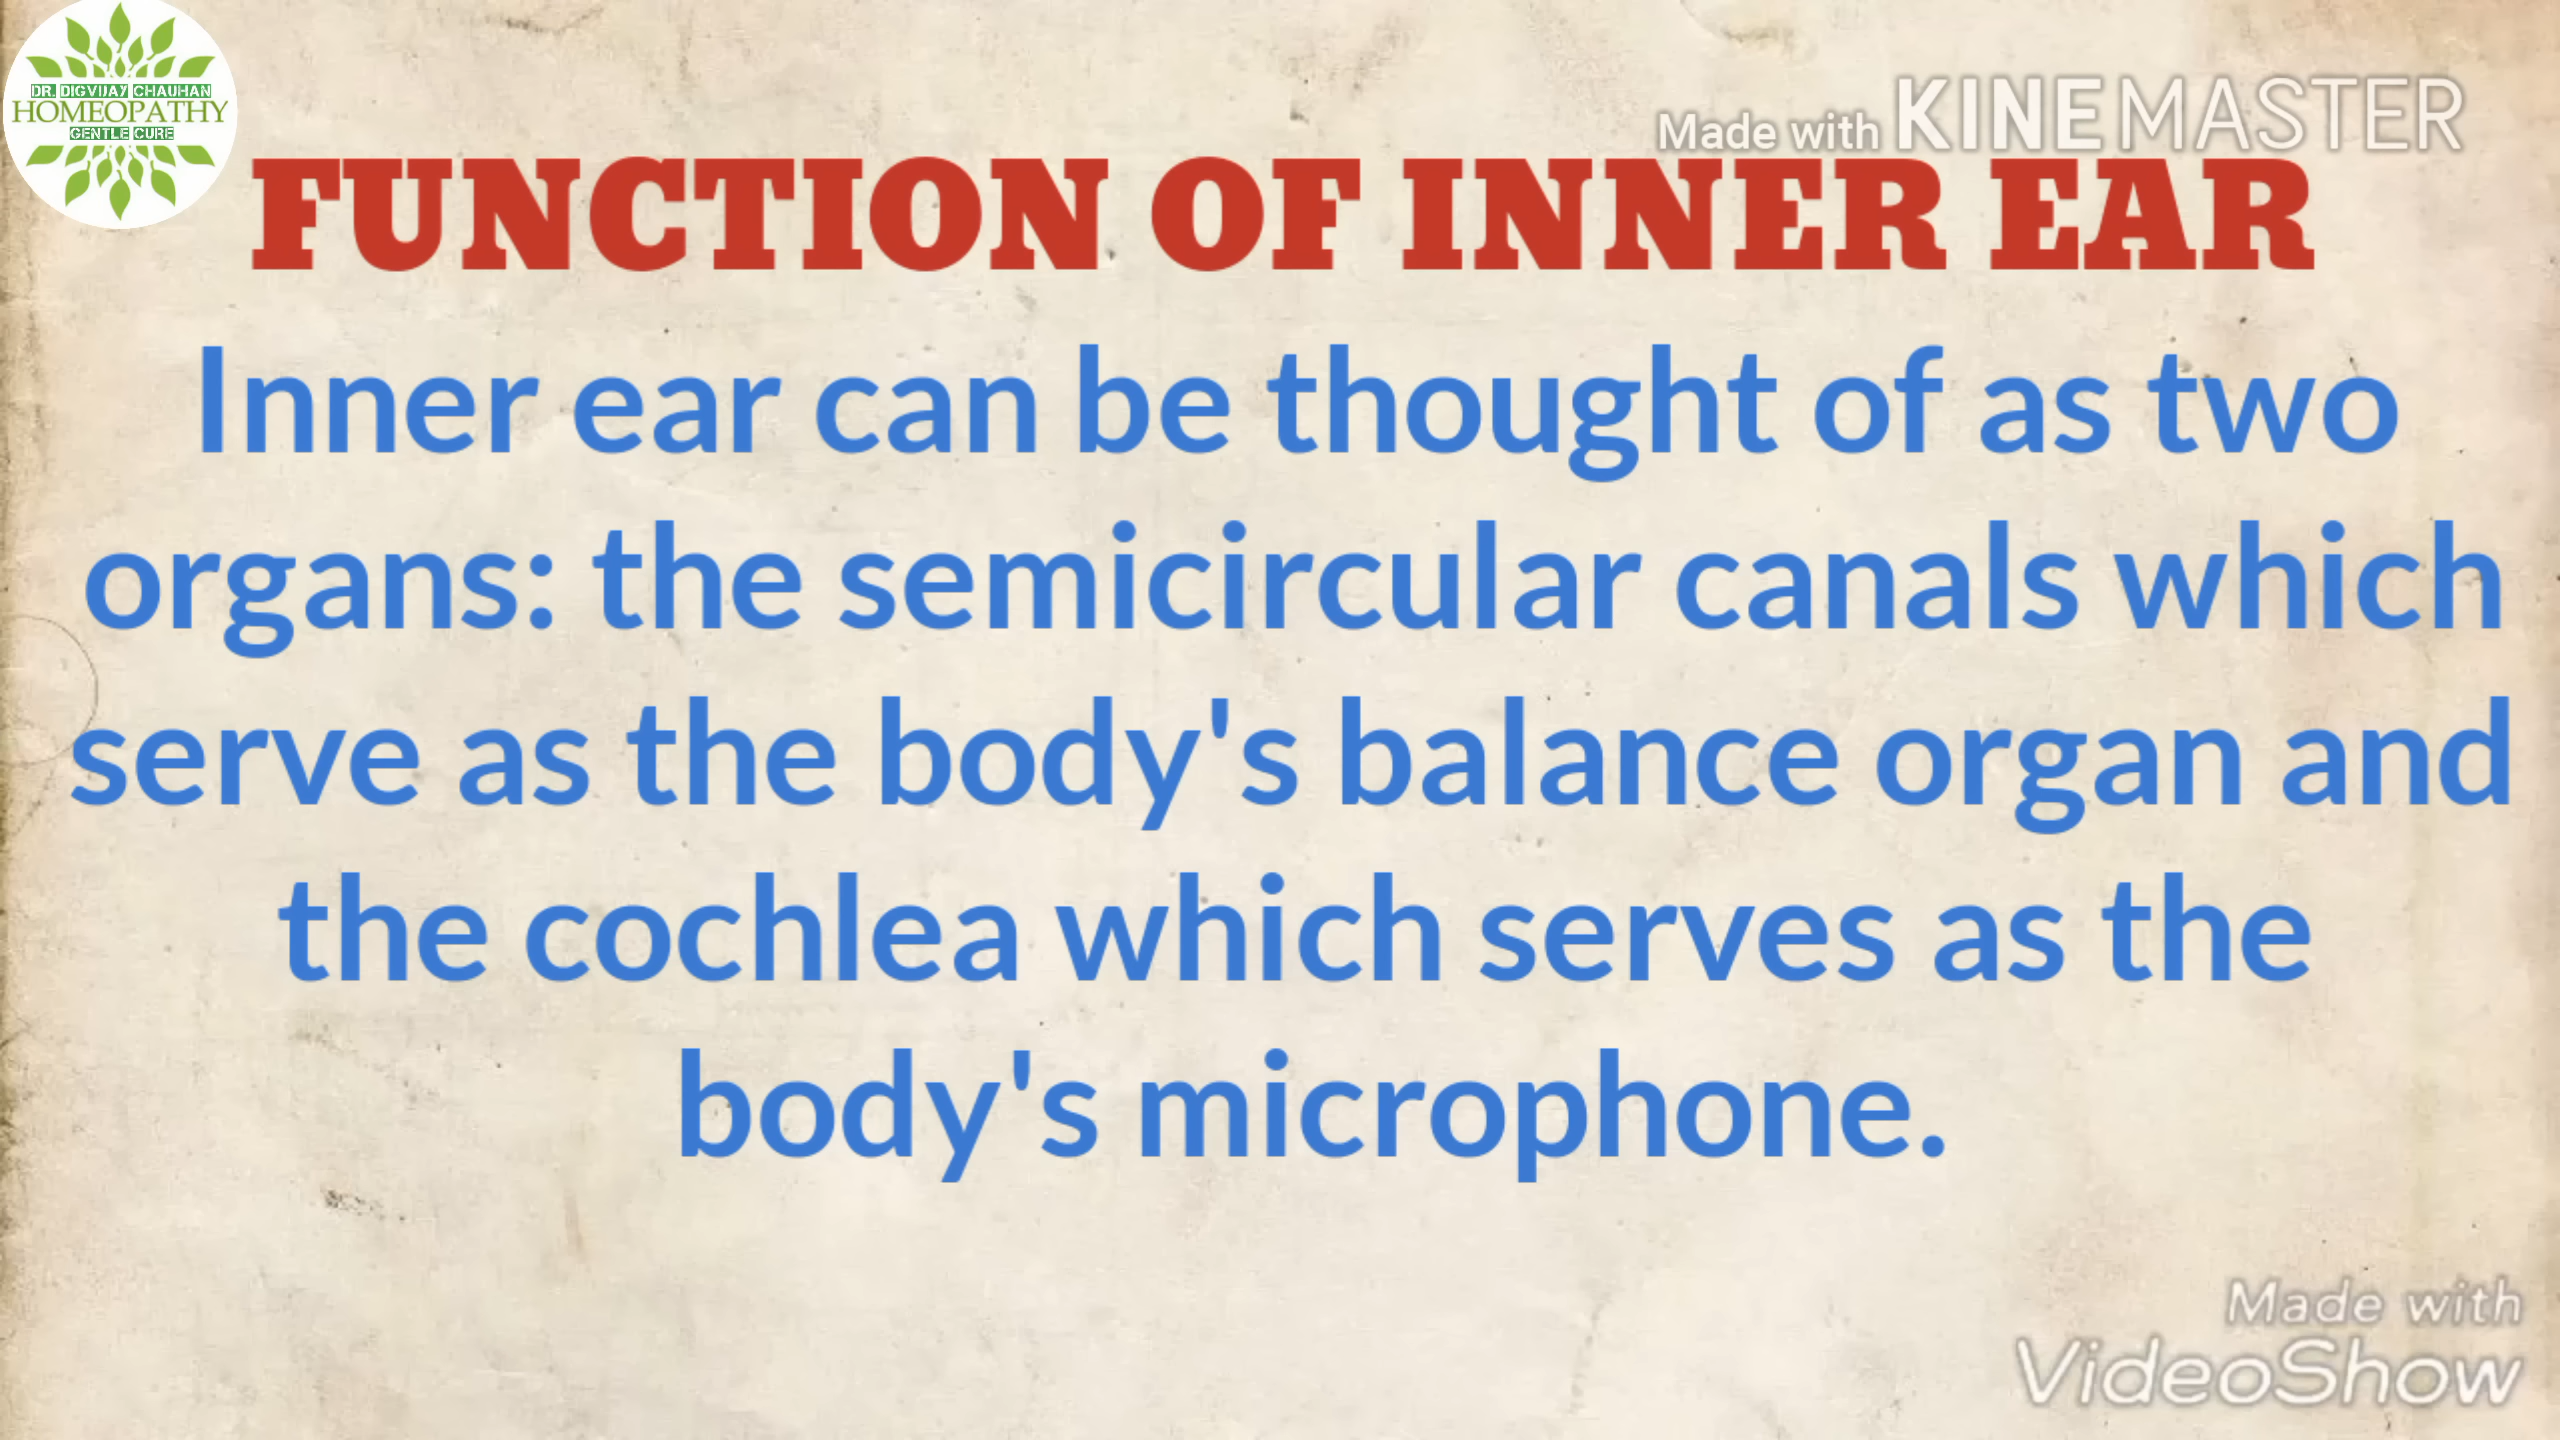 DR. DIGVIJAY CHAUHAN
HOMEOPATHY
GENTLE CURE
Made with KINEMASTER
FUNCTION OF INNER EAR
Inner ear can be thought of as two
organs: the semicircular canals which
serve as the body's balance organ and
the cochlea which serves as the
body's microphone.
Made with
VideoShow